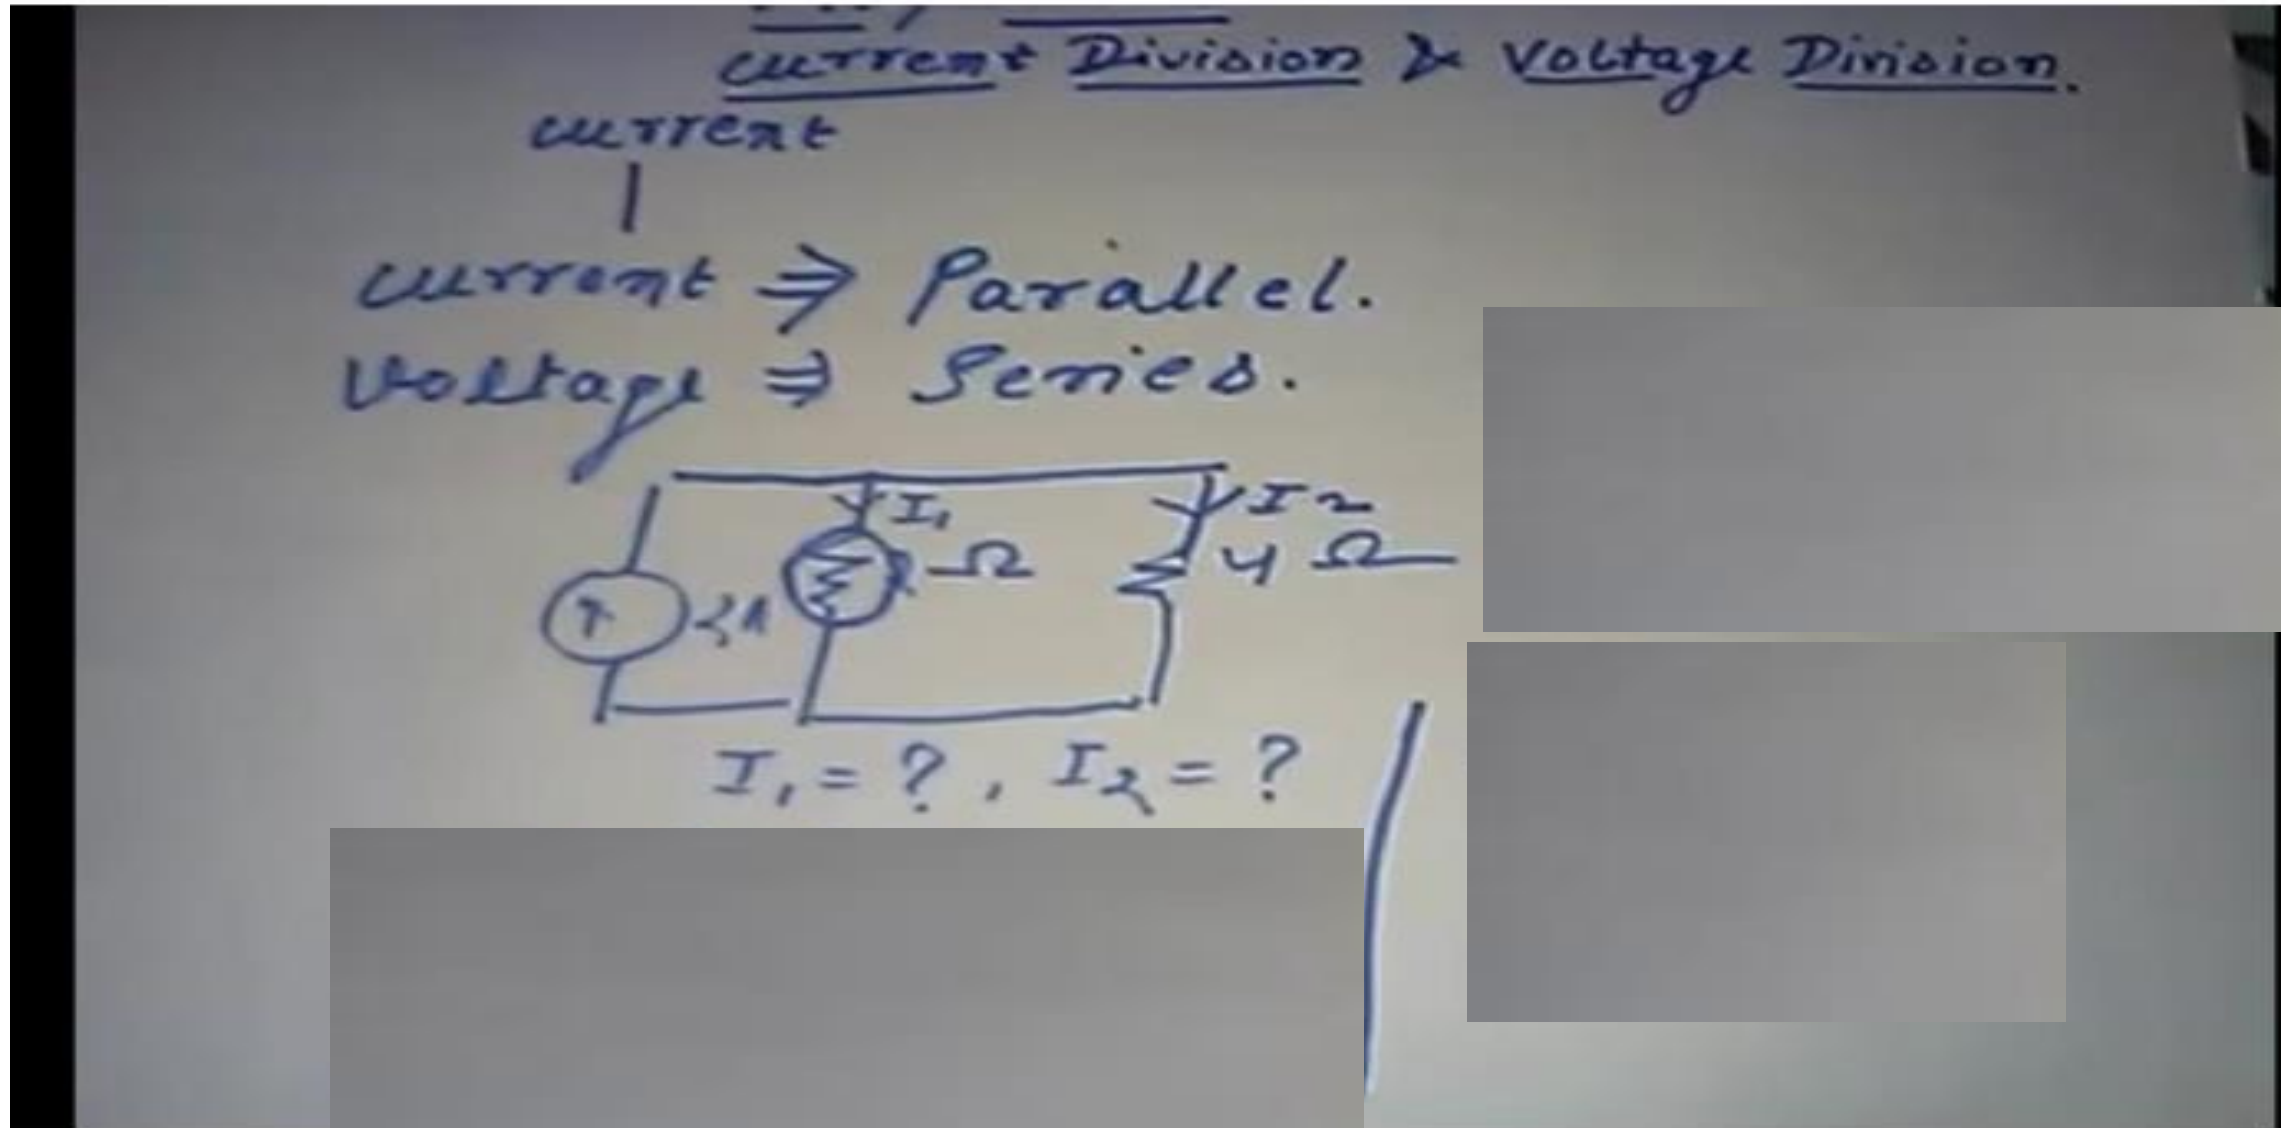 Current Division & Voltage Division.
current
current ⇒ Parallel.
Voltage ⇒ Series.
I1
I2
Ω
4 Ω
I1 = ? , I2 = ?